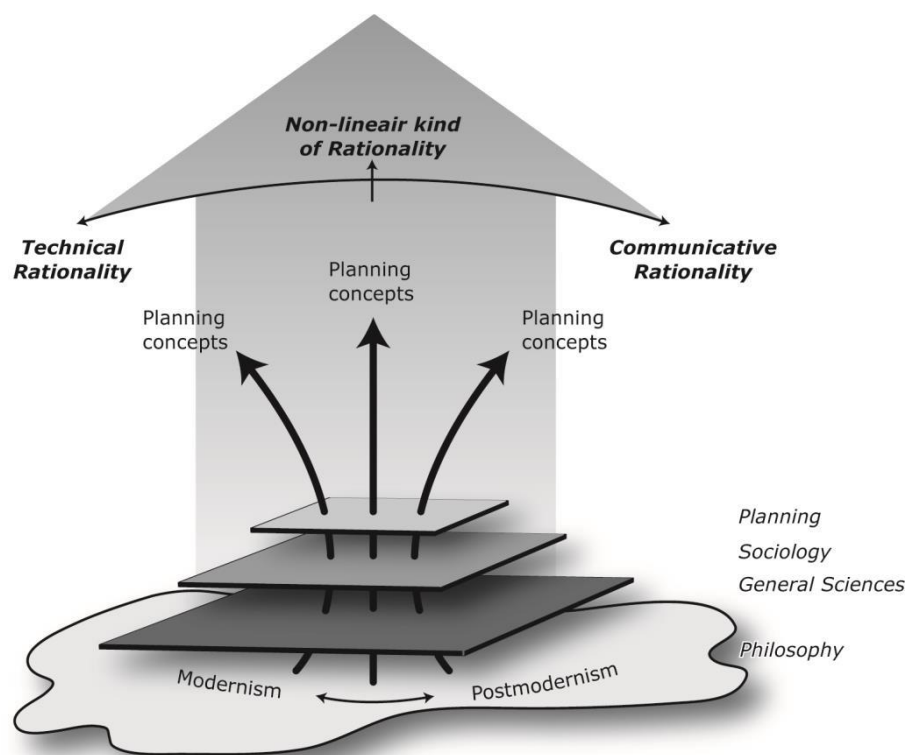 Non-lineair kind
of Rationality
Technical
Rationality
Communicative
Rationality
Planning
concepts
Planning
concepts
Planning
concepts
Planning
Sociology
General Sciences
Philosophy
Modernism
Postmodernism